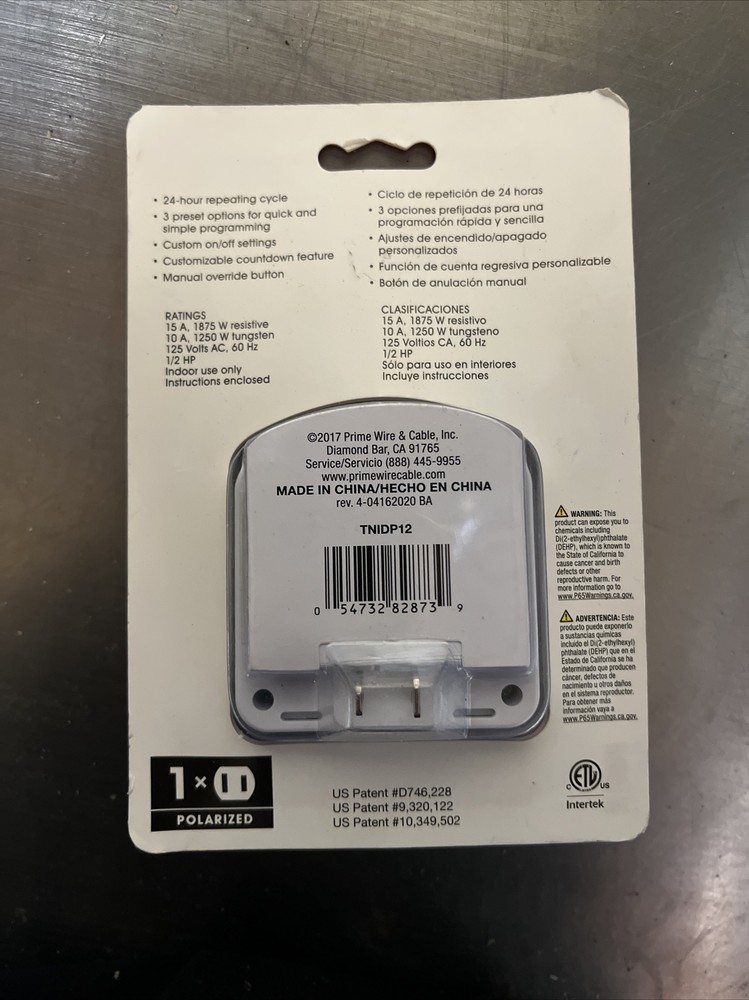 • 24-hour repeating cycle
• 3 preset options for quick and
simple programming
• Custom on/off settings
• Customizable countdown feature
• Manual override button
• Ciclo de repetición de 24 horas
• 3 opciones prefijadas para una
programación rápida y sencilla
• Ajustes de encendido/apagado
personalizados
• Función de cuenta regresiva personalizable
• Botón de anulación manual
RATINGS
15 A, 1875 W resistive
10 A, 1250 W tungsten
125 Volts AC, 60 Hz
1/2 HP
Indoor use only
Instructions enclosed
CLASIFICACIONES
15 A, 1875 W resistivo
10 A, 1250 W tungsteno
125 Voltios CA, 60 Hz
1/2 HP
Sólo para uso en interiores
Incluye instrucciones
©2017 Prime Wire & Cable, Inc.
Diamond Bar, CA 91765
Service/Servicio (888) 445-9955
www.primewirecable.com
MADE IN CHINA/HECHO EN CHINA
rev. 4-04162020 BA
TNIDP12
0 54732 82873 9
WARNING: This
product can expose you to
chemicals including
Di(2-ethylhexyl)phthalate
(DEHP), which is known to
the State of California to
cause cancer and birth
defects or other
reproductive harm. For
more information go to
www.P65Warnings.ca.gov.
ADVERTENCIA: Este
producto puede exponerlo
a sustancias químicas
incluido el Di(2-ethylhexyl)
phthalate (DEHP) que en el
Estado de California se ha
determinado que producen
cáncer, defectos de
nacimiento u otros daños
en el sistema reproductor.
Para obtener más
información vaya a
www.P65Warnings.ca.gov.
1 ×
POLARIZED
US Patent #D746,228
US Patent #9,320,122
US Patent #10,349,502
c ETL US
Intertek